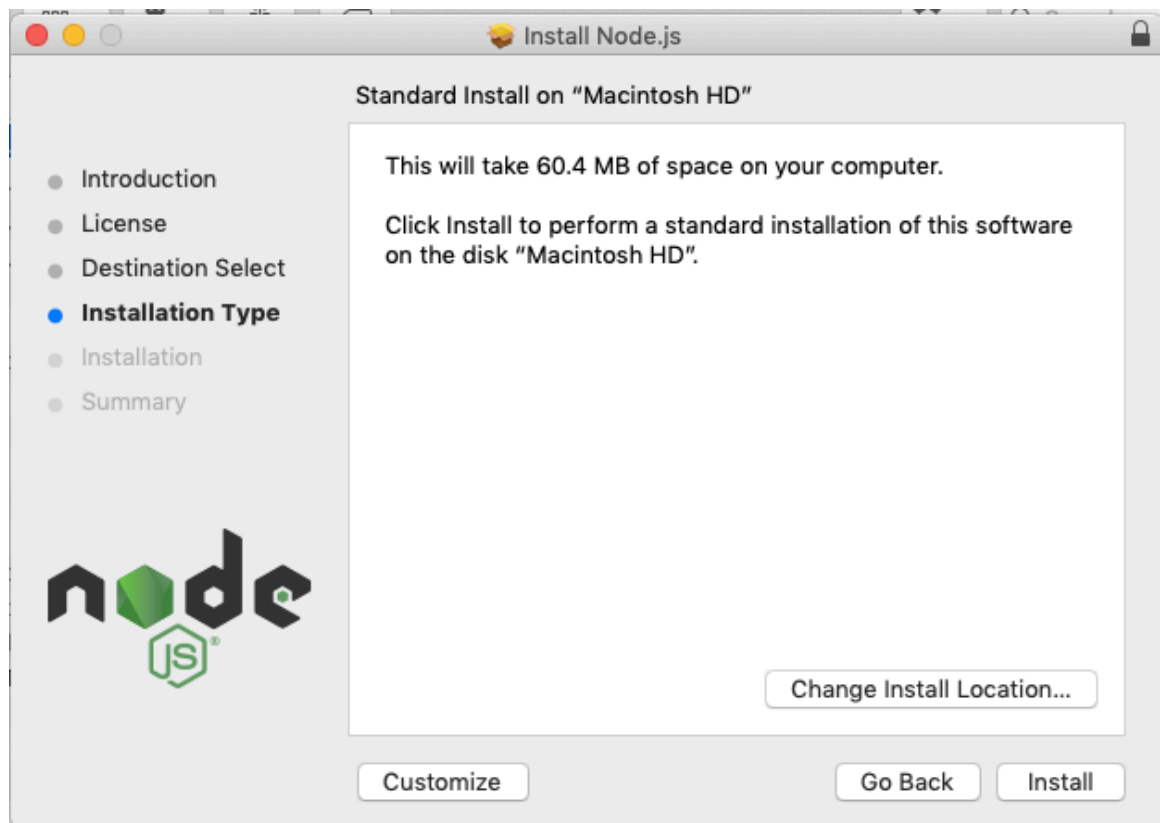 Install Node.js
Standard Install on “Macintosh HD”
Introduction
License
Destination Select
Installation Type
Installation
Summary
This will take 60.4 MB of space on your computer.
Click Install to perform a standard installation of this software
on the disk “Macintosh HD”.
node
JS®
Change Install Location...
Customize
Go Back
Install